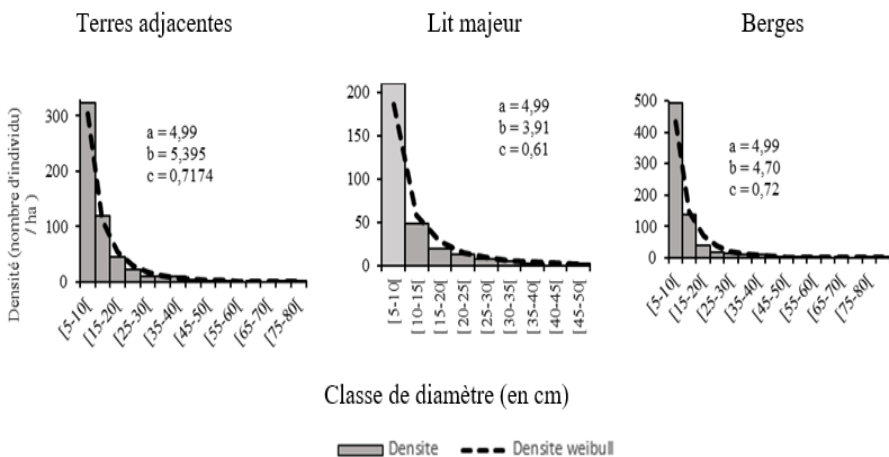 Terres adjacentes
Lit majeur
Berges
Densité (nombre d'individu)
/ ha )
300
200
100
0
a = 4,99
b = 5,395
c = 0,7174
[5-10[
[15-20[
[25-30[
[35-40[
[45-50[
[55-60[
[65-70[
[75-80[
200
150
100
50
0
a = 4,99
b = 3,91
c = 0,61
[5-10[
[10-15[
[15-20[
[20-25[
[25-30[
[30-35[
[35-40[
[40-45[
[45-50[
500
400
300
200
100
0
a = 4,99
b = 4,70
c = 0,72
[5-10[
[15-20[
[25-30[
[35-40[
[45-50[
[55-60[
[65-70[
[75-80[
Classe de diamètre (en cm)
Densite
Densite weibull